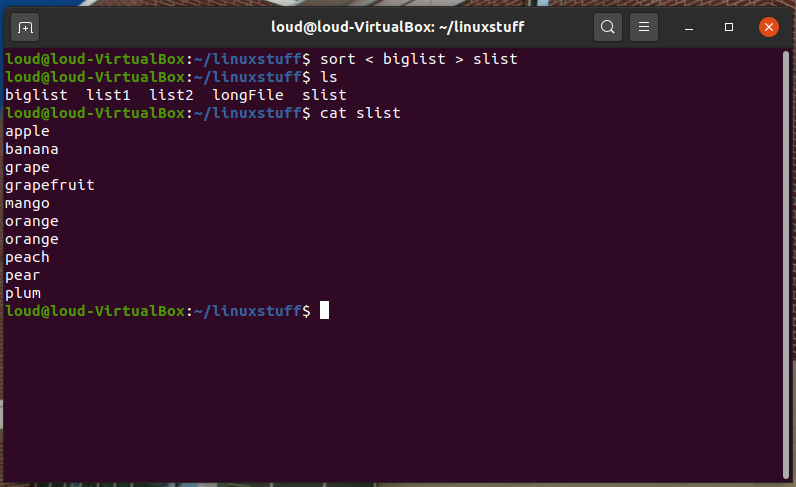 loud@loud-VirtualBox: ~/linuxstuff
loud@loud-VirtualBox:~/linuxstuff$ sort < biglist > slist
loud@loud-VirtualBox:~/linuxstuff$ ls
biglist  list1  list2  longFile  slist
loud@loud-VirtualBox:~/linuxstuff$ cat slist
apple
banana
grape
grapefruit
mango
orange
orange
peach
pear
plum
loud@loud-VirtualBox:~/linuxstuff$